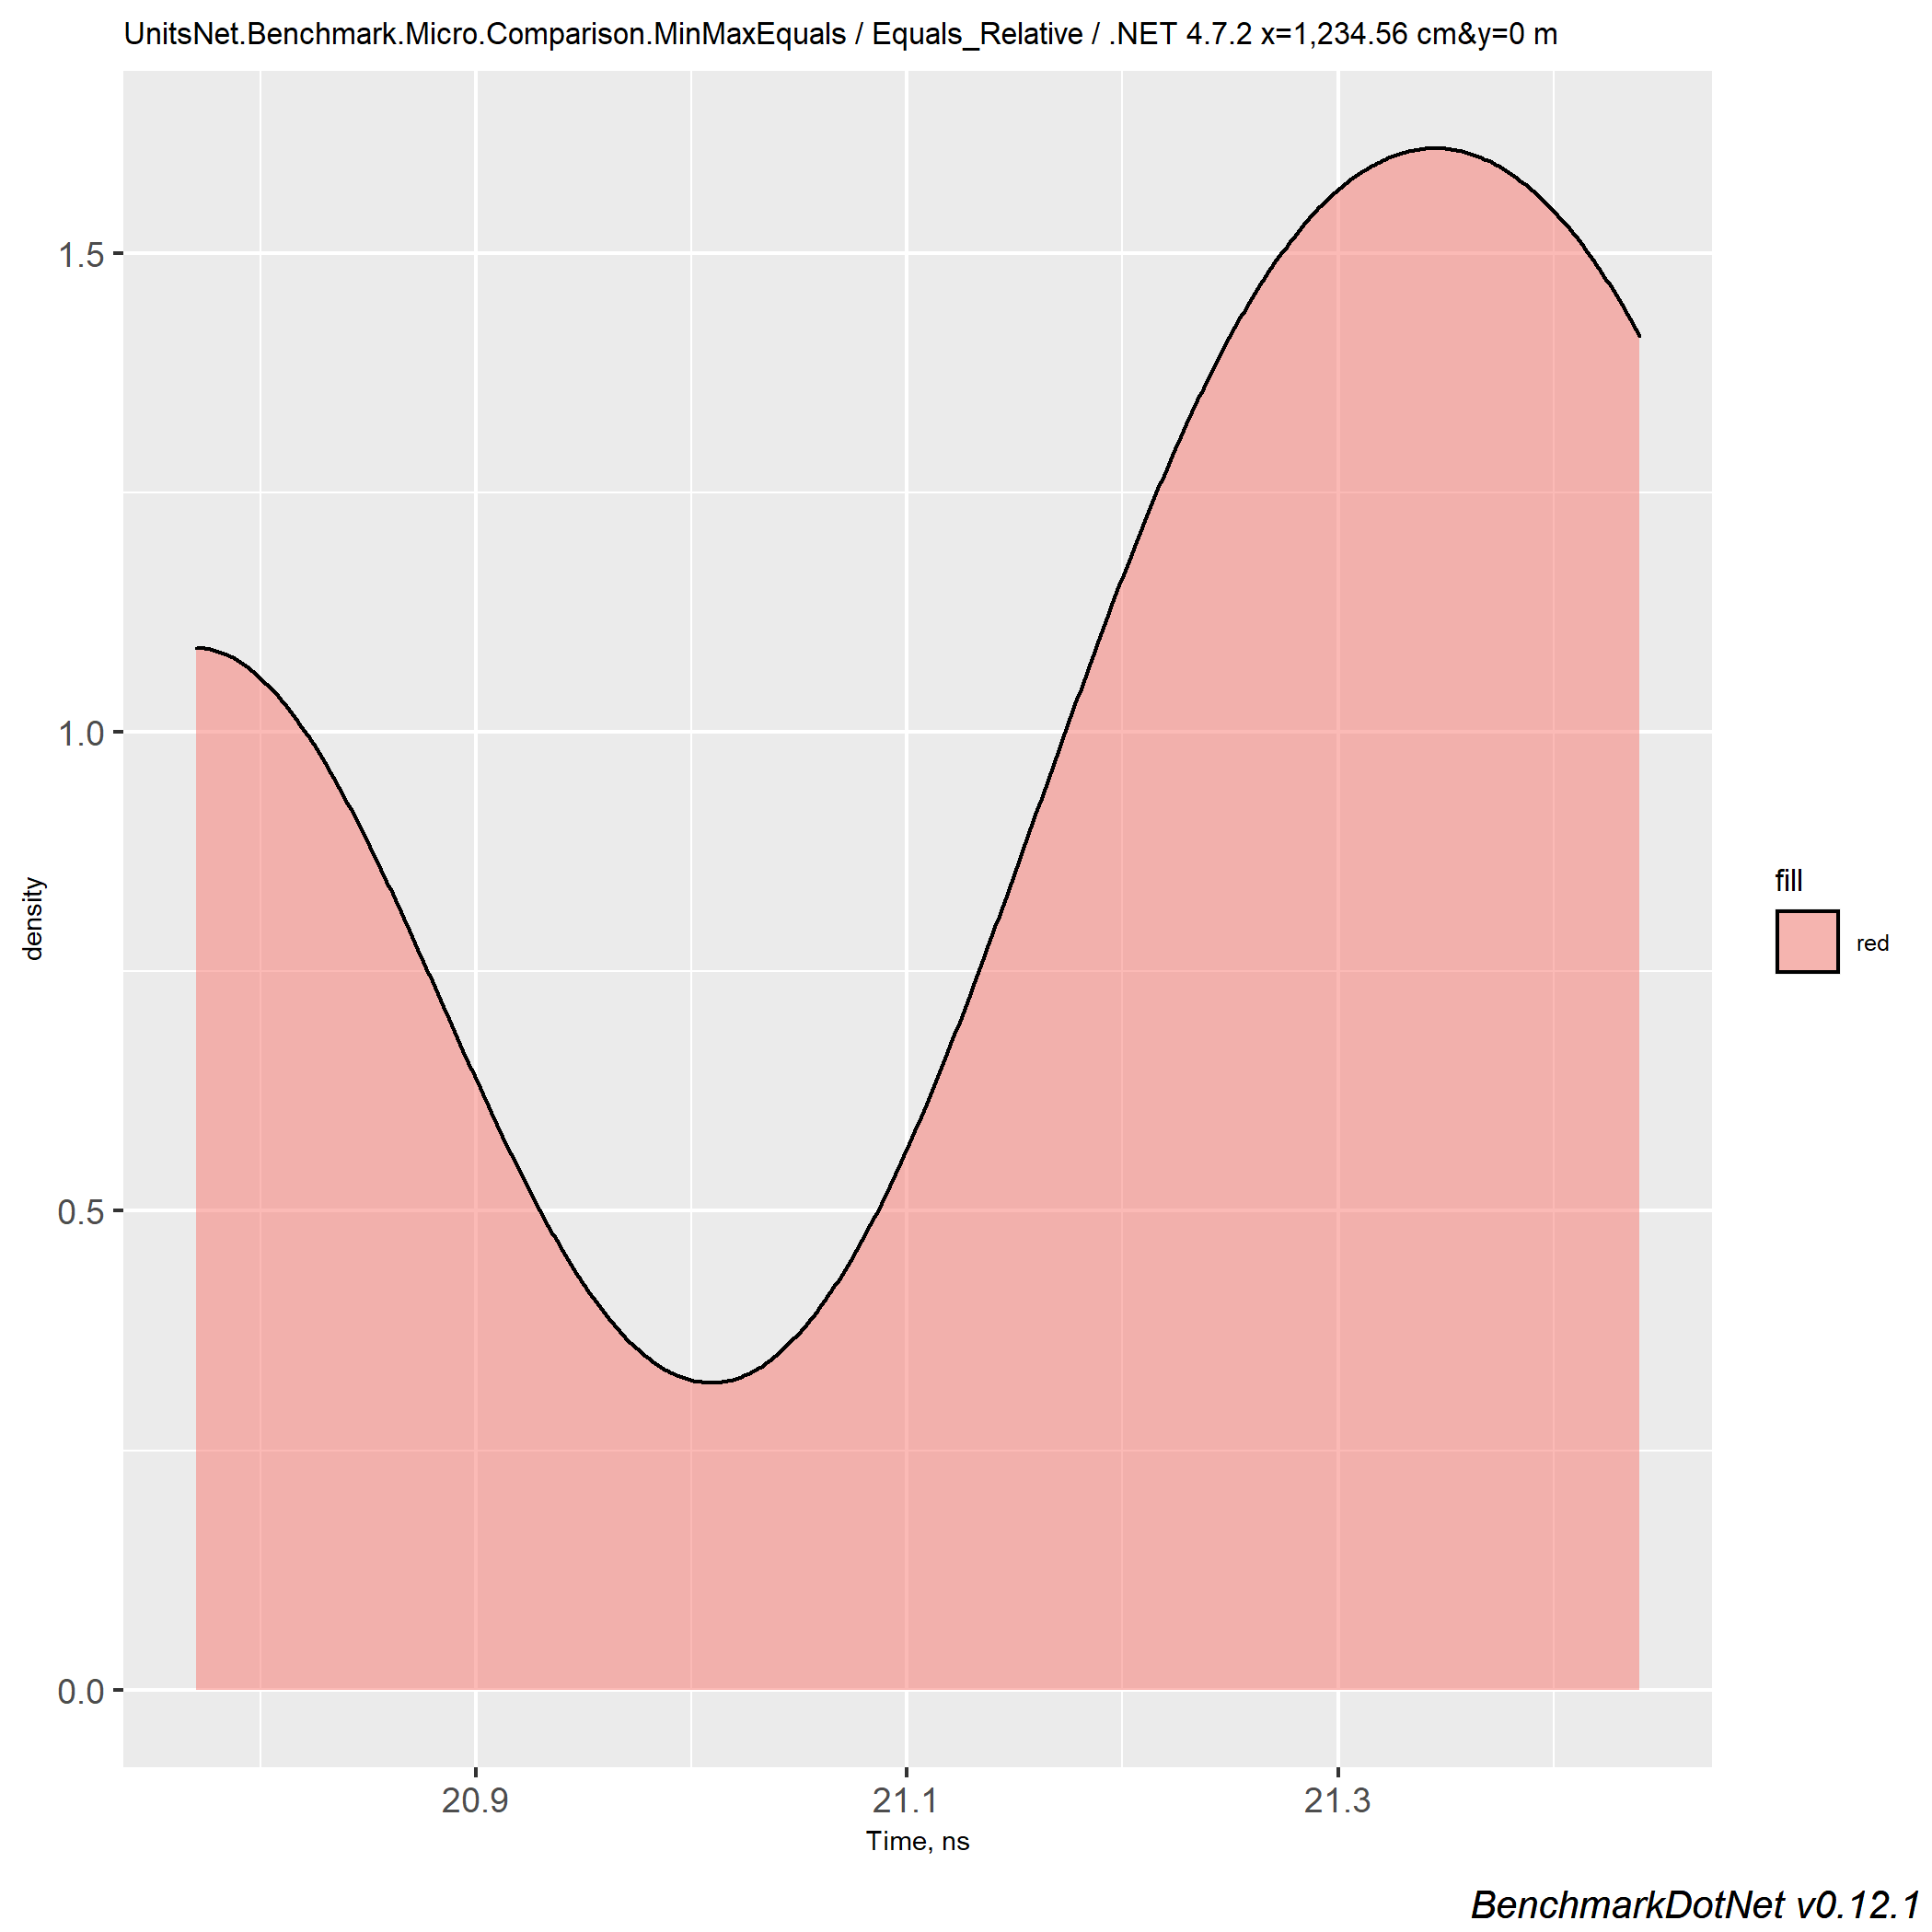 UnitsNet.Benchmark.Micro.Comparison.MinMaxEquals / Equals_Relative / .NET 4.7.2 x=1,234.56 cm&y=0 m
1.5
1.0
0.5
0.0
density
20.9 21.1 21.3
Time, ns
fill
red
BenchmarkDotNet v0.12.1